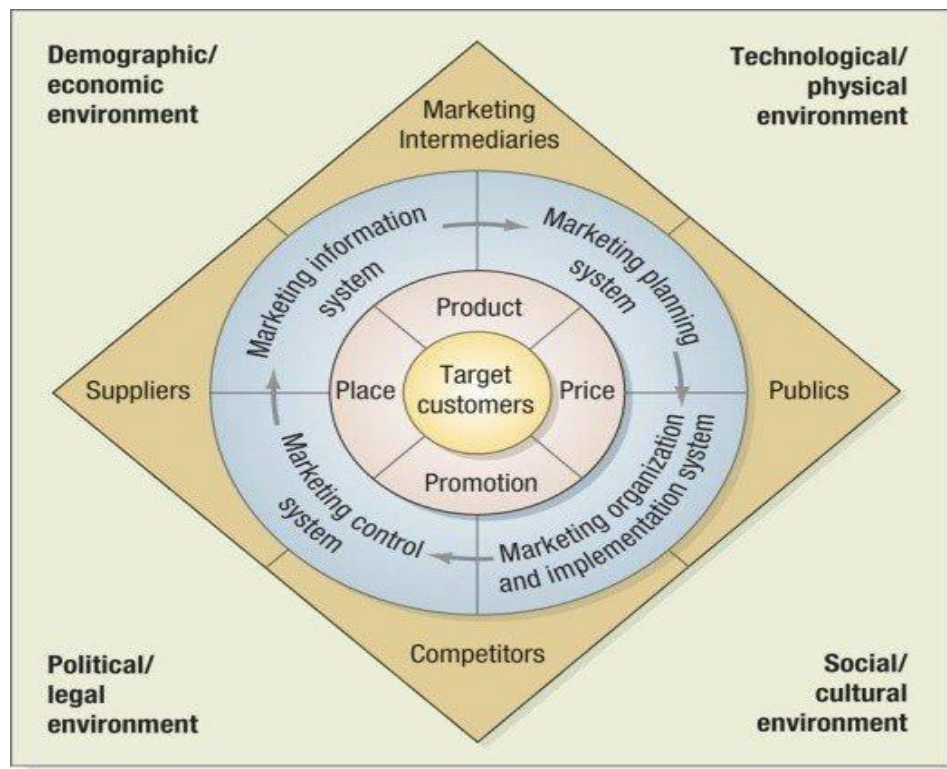 Demographic/
economic
environment
Technological/
physical
environment
Marketing
Intermediaries
Marketing information
system
Marketing planning
system
Product
Suppliers
Place
Target
customers
Price
Publics
Promotion
Marketing control
system
Marketing organization
and implementation system
Competitors
Political/
legal
environment
Social/
cultural
environment